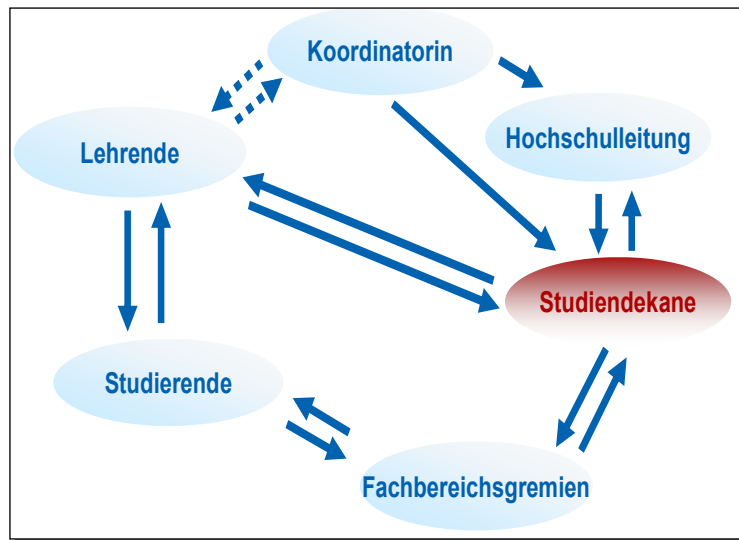 Koordinatorin
Hochschulleitung
Lehrende
Studiendekane
Studierende
Fachbereichsgremien